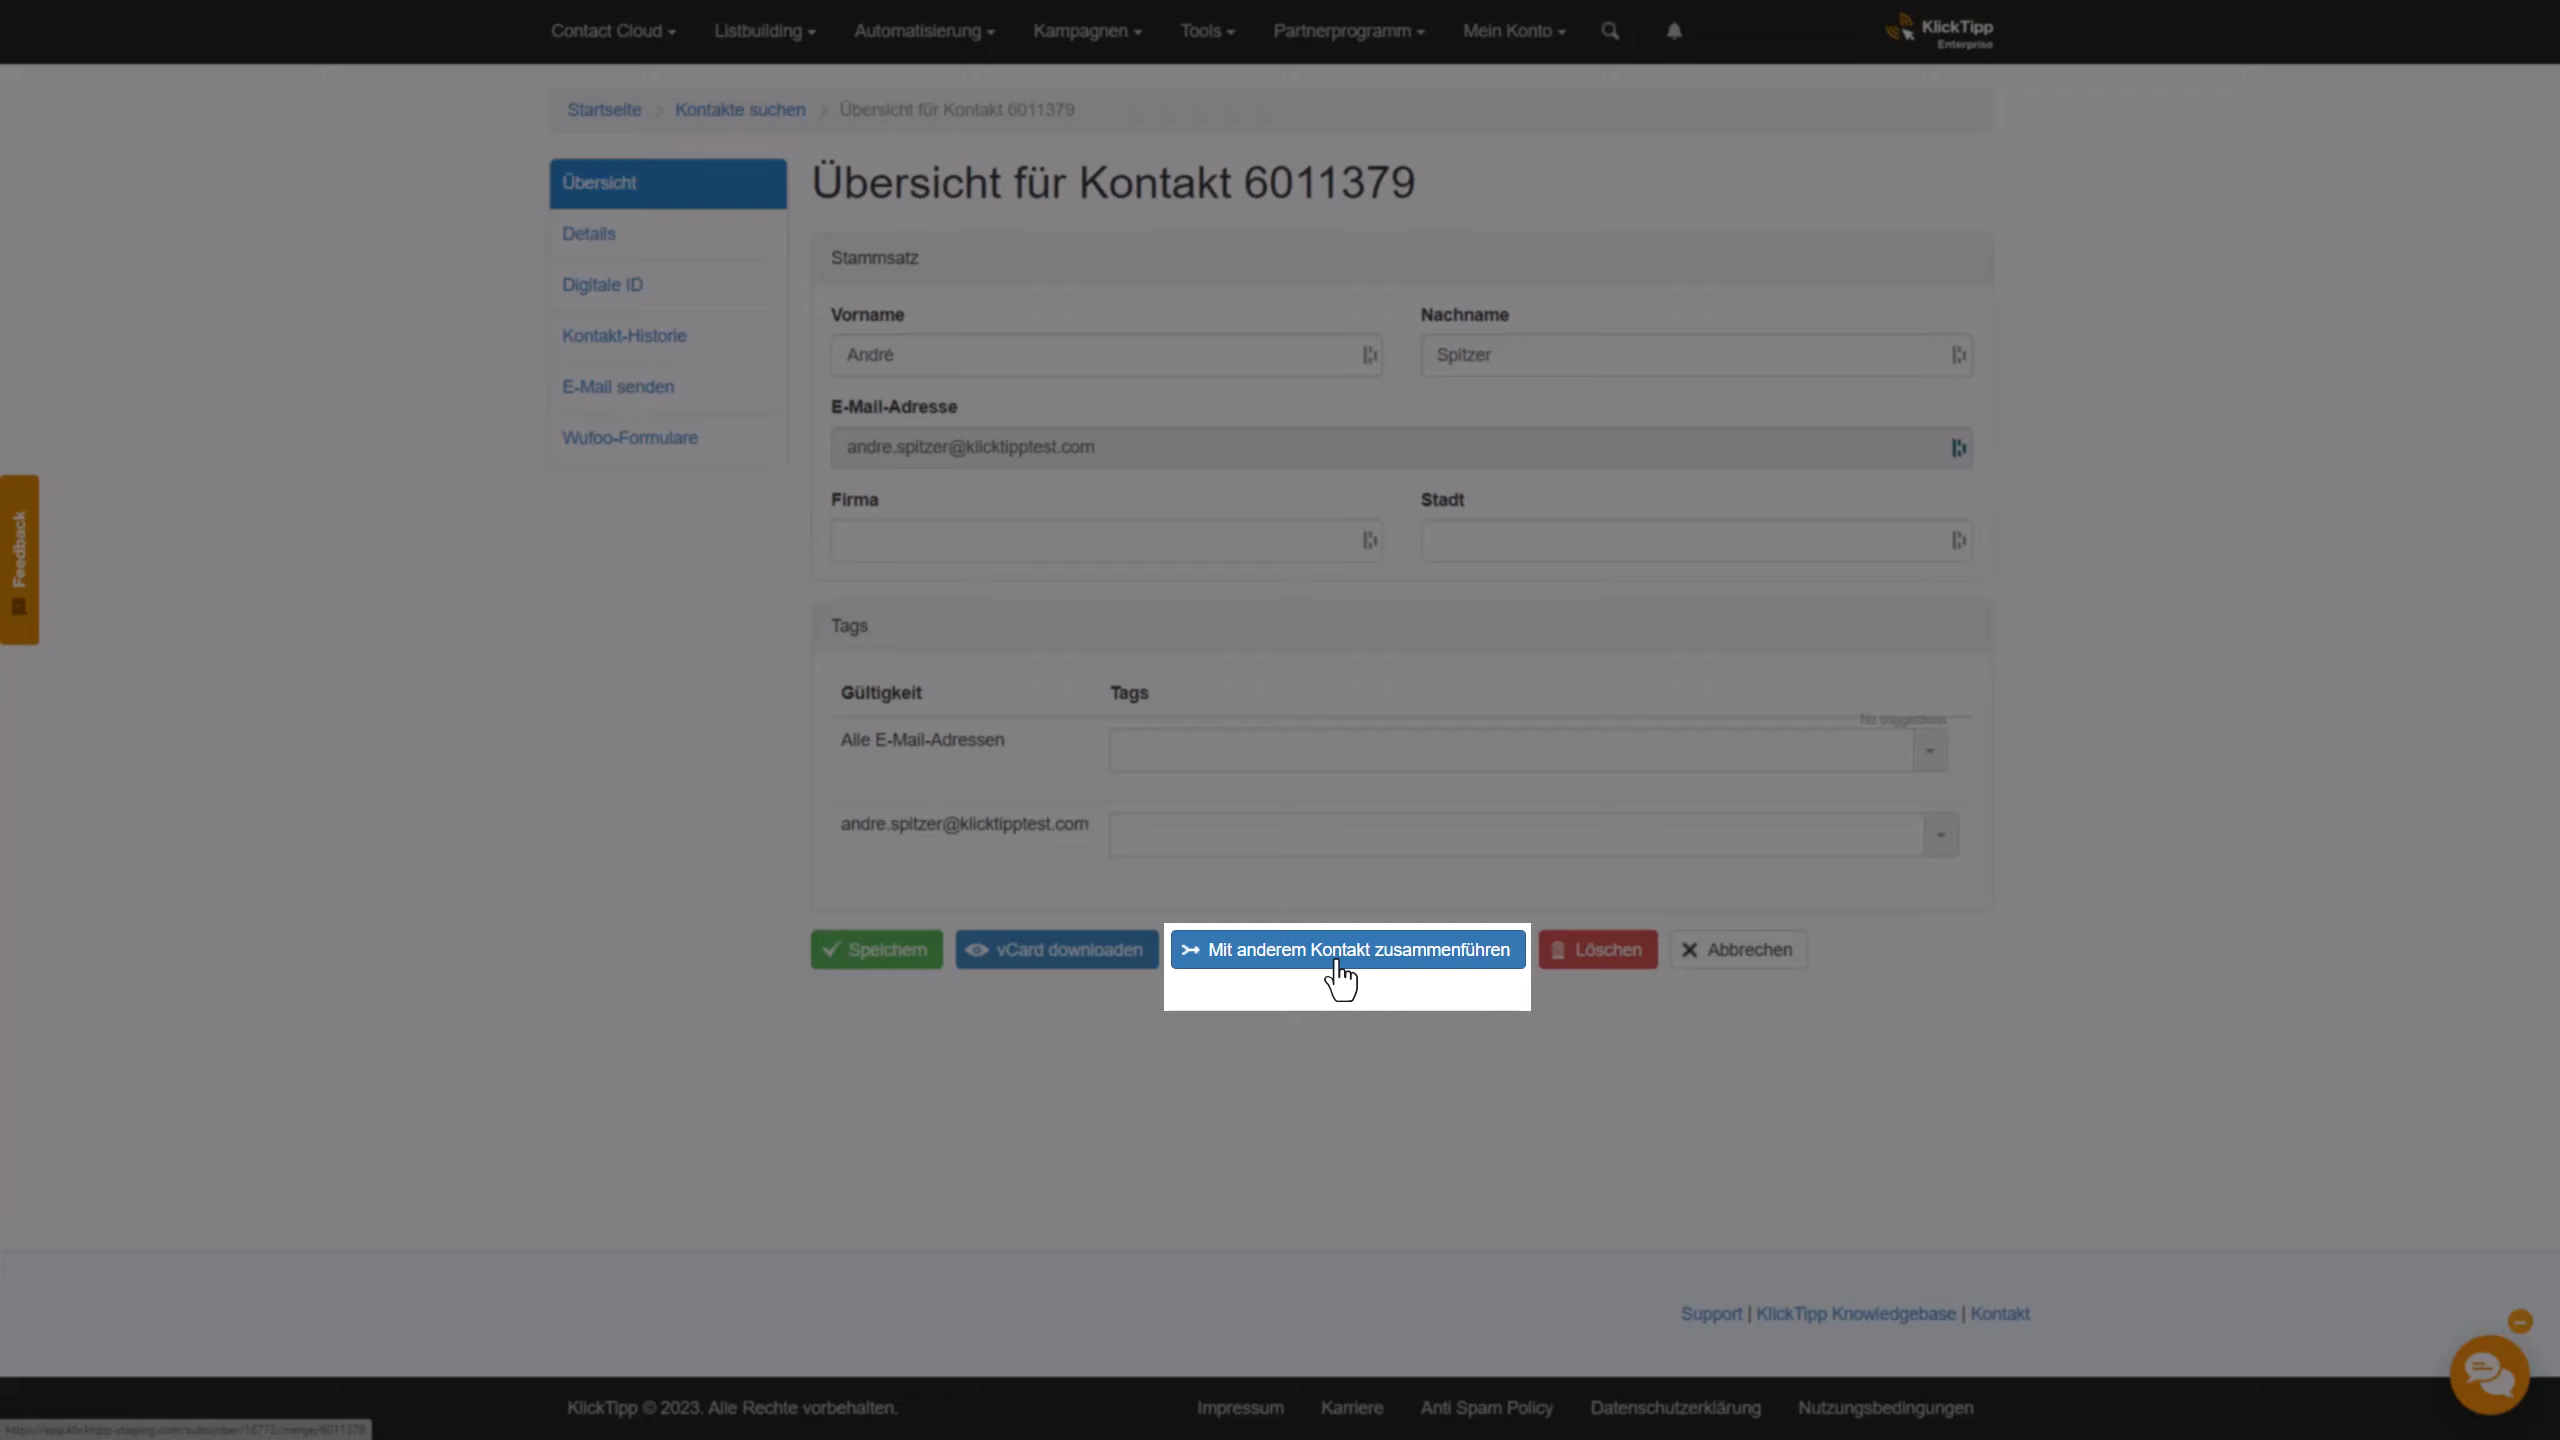 Contact Cloud
Listbuilding
Automatisierung
Kampagnen
Tools
Partnerprogramm
Mein Konto
KlickTipp
Enterprise
Startseite
Kontakte suchen
Übersicht für Kontakt 6011379
Übersicht
Details
Digitale ID
Kontakt-Historie
E-Mail senden
Wufoo-Formulare
Feedback
Übersicht für Kontakt 6011379
Stammsatz
Vorname
Nachname
André
Spitzer
E-Mail-Adresse
andre.spitzer@klicktipptest.com
Firma
Stadt
Tags
Gültigkeit
Tags
No suggestions
Alle E-Mail-Adressen
andre.spitzer@klicktipptest.com
Speichern
vCard downloaden
Mit anderem Kontakt zusammenführen
Löschen
Abbrechen
Support | KlickTipp Knowledgebase | Kontakt
KlickTipp © 2023. Alle Rechte vorbehalten.
Impressum
Karriere
Anti Spam Policy
Datenschutzerklärung
Nutzungsbedingungen